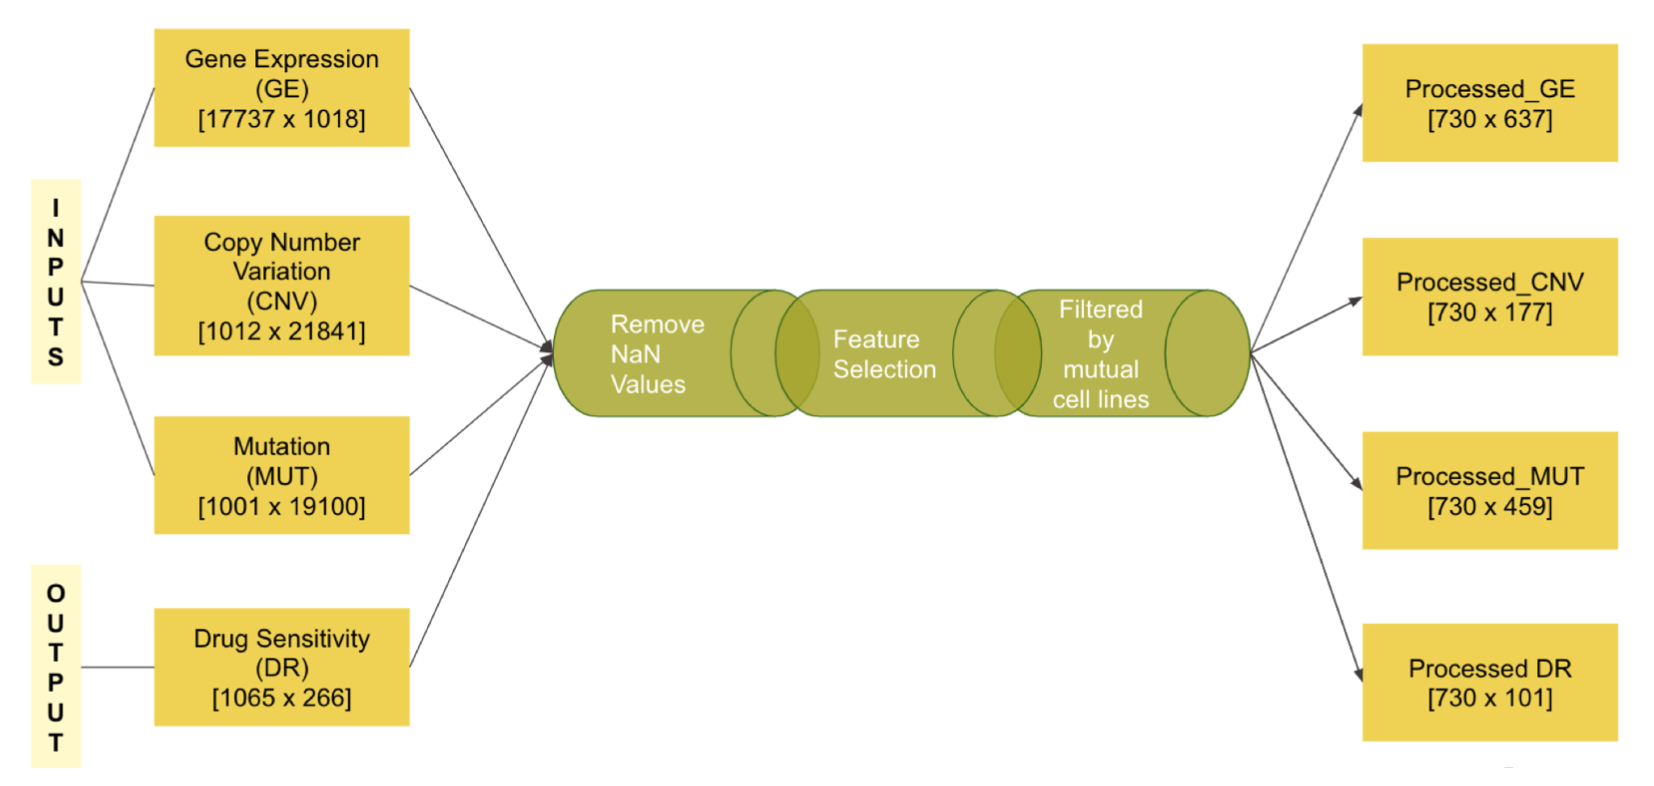 INPUTS
Gene Expression
(GE)
[17737 x 1018]
Copy Number
Variation
(CNV)
[1012 x 21841]
Mutation
(MUT)
[1001 x 19100]
OUTPUT
Drug Sensitivity
(DR)
[1065 x 266]
Remove
NaN
Values
Feature
Selection
Filtered
by
mutual
cell lines
Processed_GE
[730 x 637]
Processed_CNV
[730 x 177]
Processed_MUT
[730 x 459]
Processed DR
[730 x 101]